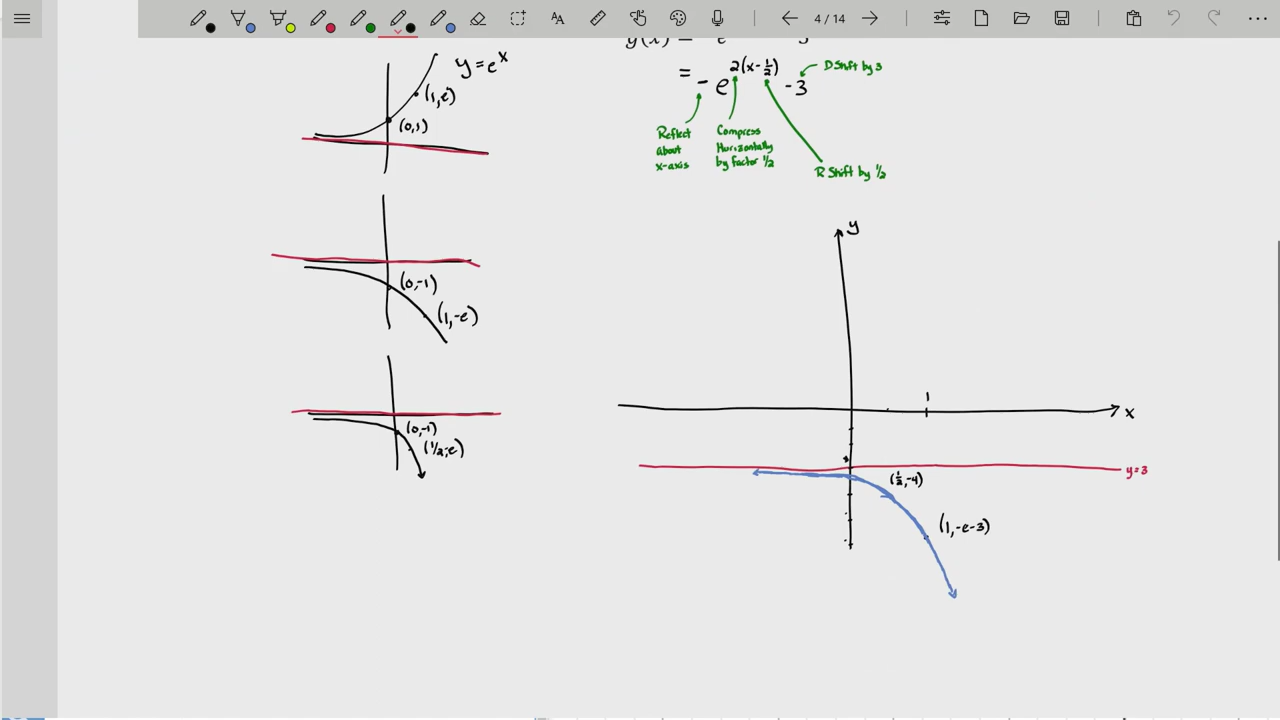 4 / 14
y = e^x
(1,e)
(0,1)
(0,-1)
(1,-e)
(0,-1)
(1/2,-e)
= - e^2(x-1/2) -3
D Shift by 3
Reflect
about
x-axis
Compress
Horizontally
by factor 1/2
R Shift by 1/2
y
1
x
y=3
(1/2,-4)
(1,-e-3)